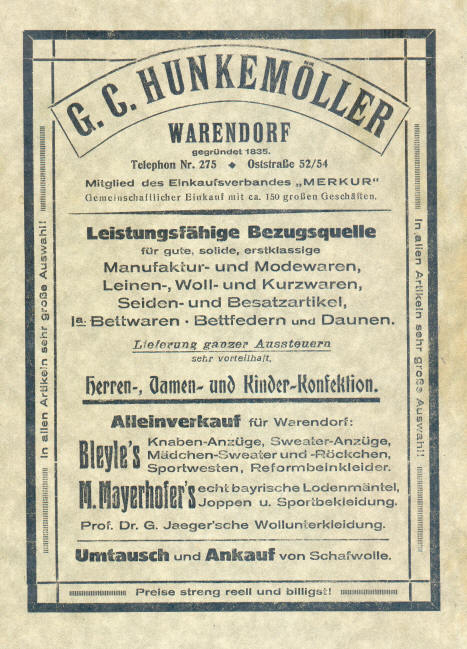 G. C. HUNKEMÖLLER
WARENDORF
gegründet 1835.
Telephon Nr. 275 ◆ Oststraße 52/54
Mitglied des Einkaufsverbandes „MERKUR“
Gemeinschaftlicher Einkauf mit ca. 150 großen Geschäften.
Leistungsfähige Bezugsquelle
für gute, solide, erstklassige
Manufaktur- und Modewaren,
Leinen-, Woll- und Kurzwaren,
Seiden- und Besatzartikel,
Ia. Bettwaren · Bettfedern und Daunen.
Lieferung ganzer Aussteuern
sehr vorteilhaft.
Herren-, Damen- und Kinder-Konfektion.
Alleinverkauf für Warendorf:
Bleyle's Knaben-Anzüge, Sweater-Anzüge,
Mädchen-Sweater und -Röckchen,
Sportwesten, Reformbeinkleider.
M. Mayerhofer's echt bayrische Lodenmäntel,
Joppen u. Sportbekleidung.
Prof. Dr. G. Jaeger'sche Wollunterkleidung.
Umtausch und Ankauf von Schafwolle.
Preise streng reell und billigst!
In allen Artikeln sehr große Auswahl!
In allen Artikeln sehr große Auswahl!